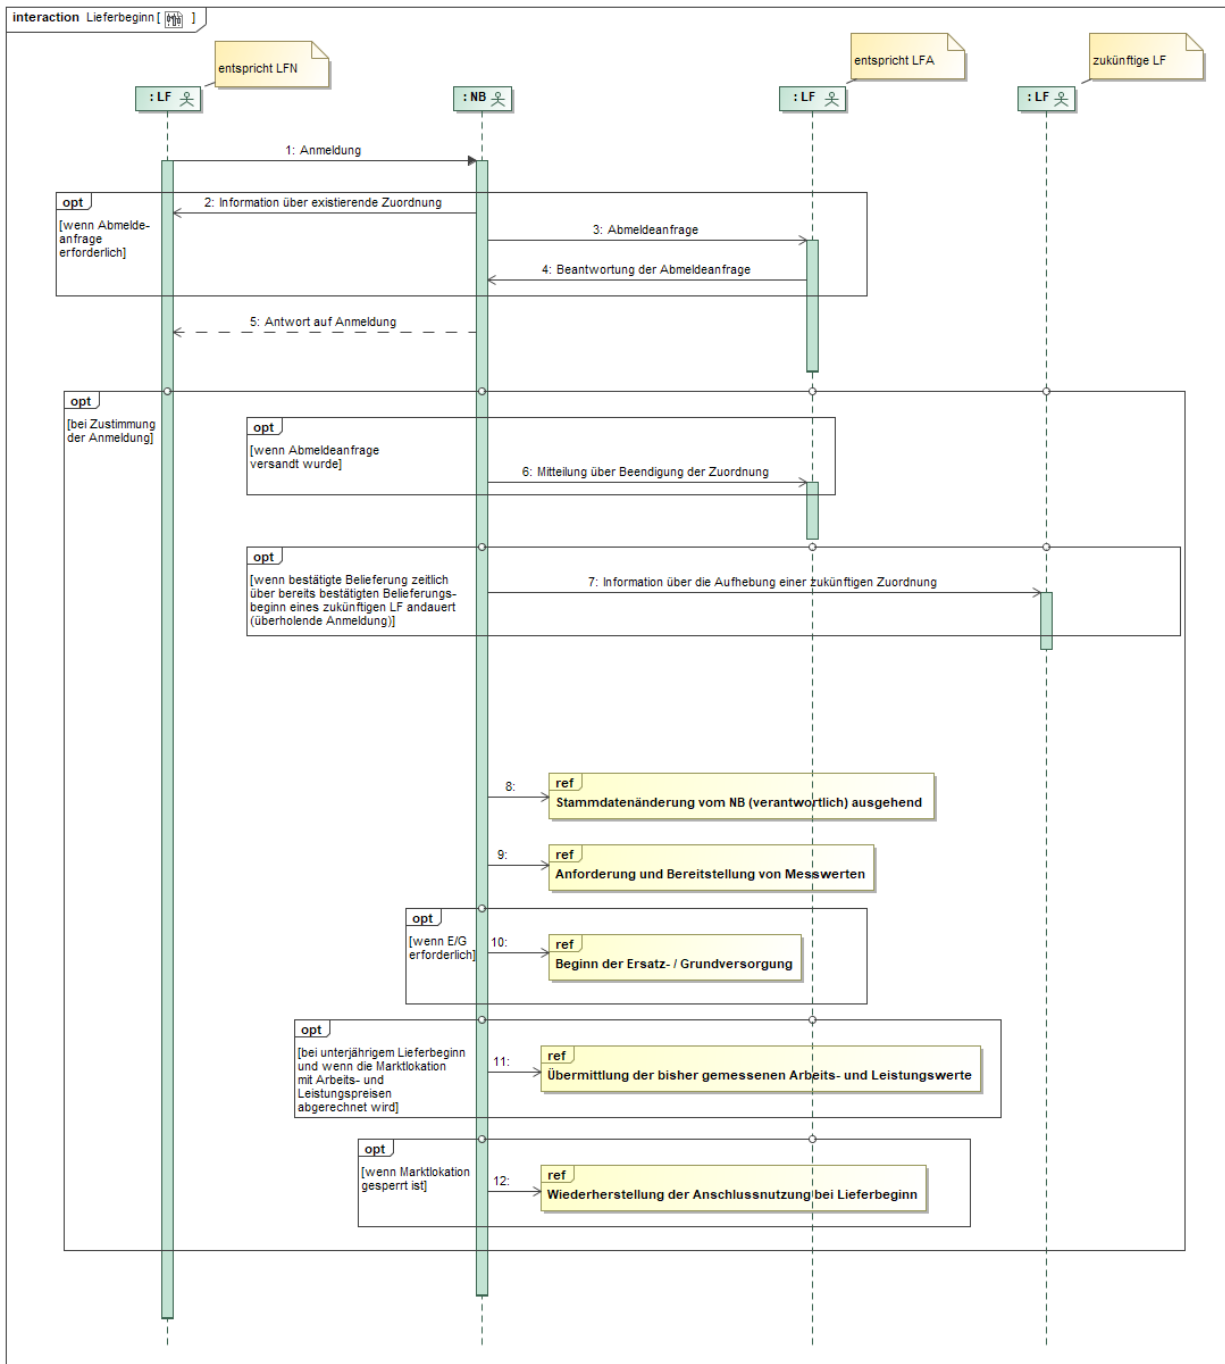 interaction Lieferbeginn [ ]
entspricht LFN
entspricht LFA
zukünftige LF
: LF
: NB
: LF
: LF
1: Anmeldung
opt
[wenn Abmelde-
anfrage
erforderlich]
2: Information über existierende Zuordnung
3: Abmeldeanfrage
4: Beantwortung der Abmeldeanfrage
5: Antwort auf Anmeldung
opt
[bei Zustimmung
der Anmeldung]
opt
[wenn Abmeldeanfrage
versandt wurde]
6: Mitteilung über Beendigung der Zuordnung
opt
[wenn bestätigte Belieferung zeitlich
über bereits bestätigten Belieferungs-
beginn eines zukünftigen LF andauert
(überholende Anmeldung)]
7: Information über die Aufhebung einer zukünftigen Zuordnung
8:
ref
Stammdatenänderung vom NB (verantwortlich) ausgehend
9:
ref
Anforderung und Bereitstellung von Messwerten
opt
[wenn E/G
erforderlich]
10:
ref
Beginn der Ersatz- / Grundversorgung
opt
[bei unterjährigem Lieferbeginn
und wenn die Marktlokation
mit Arbeits- und
Leistungspreisen
abgerechnet wird]
11:
ref
Übermittlung der bisher gemessenen Arbeits- und Leistungswerte
opt
[wenn Marktlokation
gesperrt ist]
12:
ref
Wiederherstellung der Anschlussnutzung bei Lieferbeginn